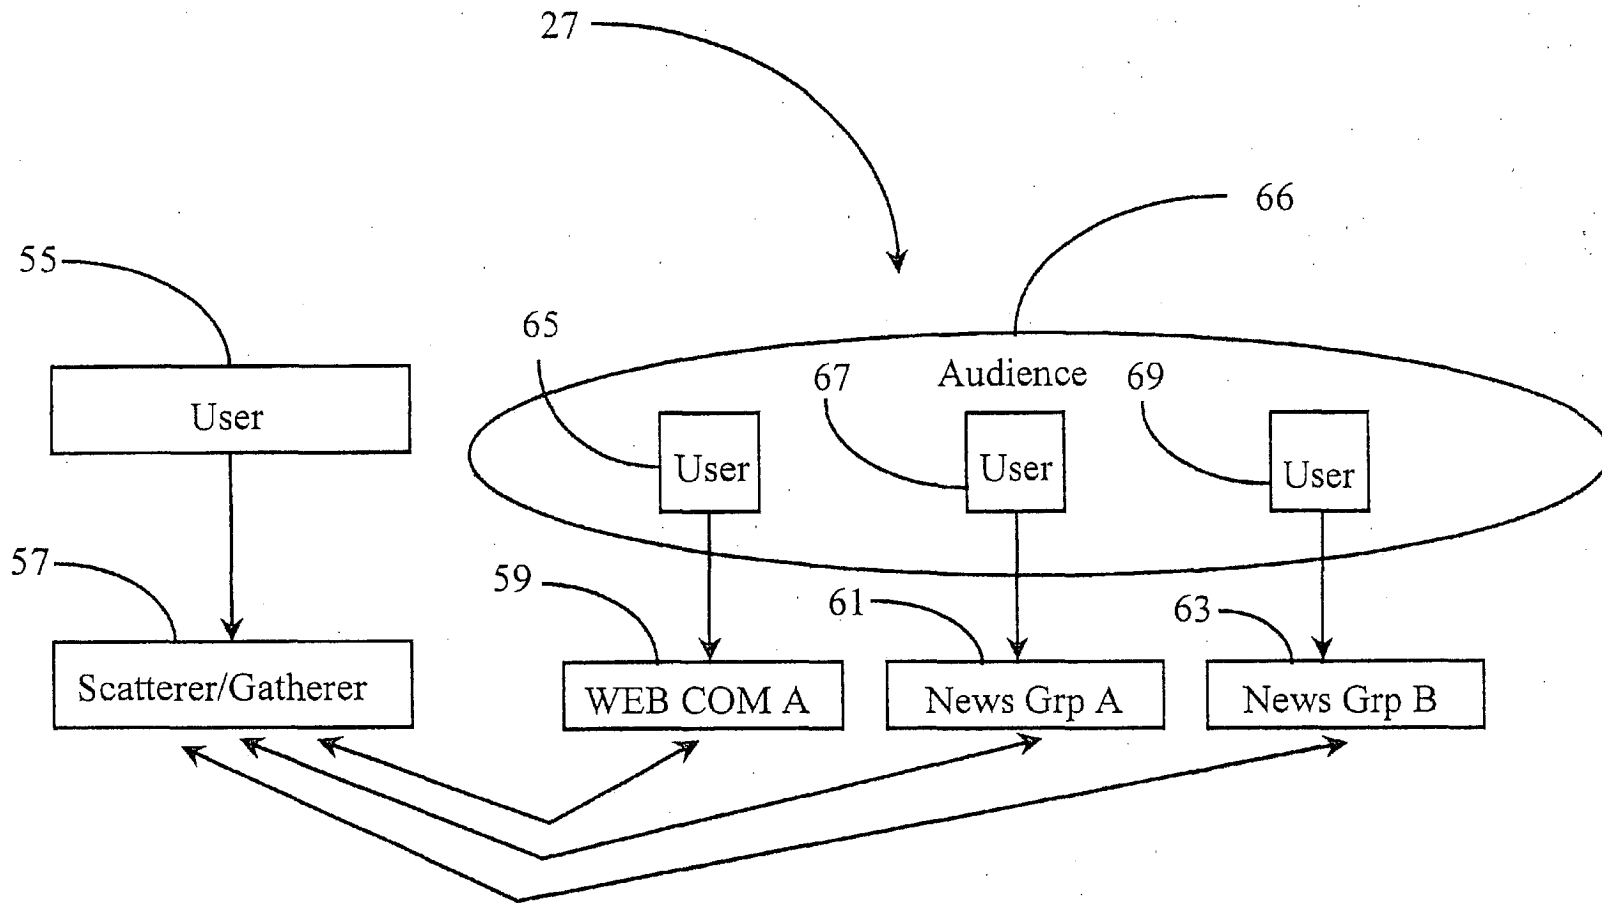 27
66
55
65
67
Audience
69
User
User
User
User
57
59
61
63
Scatterer/Gatherer
WEB COM A
News Grp A
News Grp B